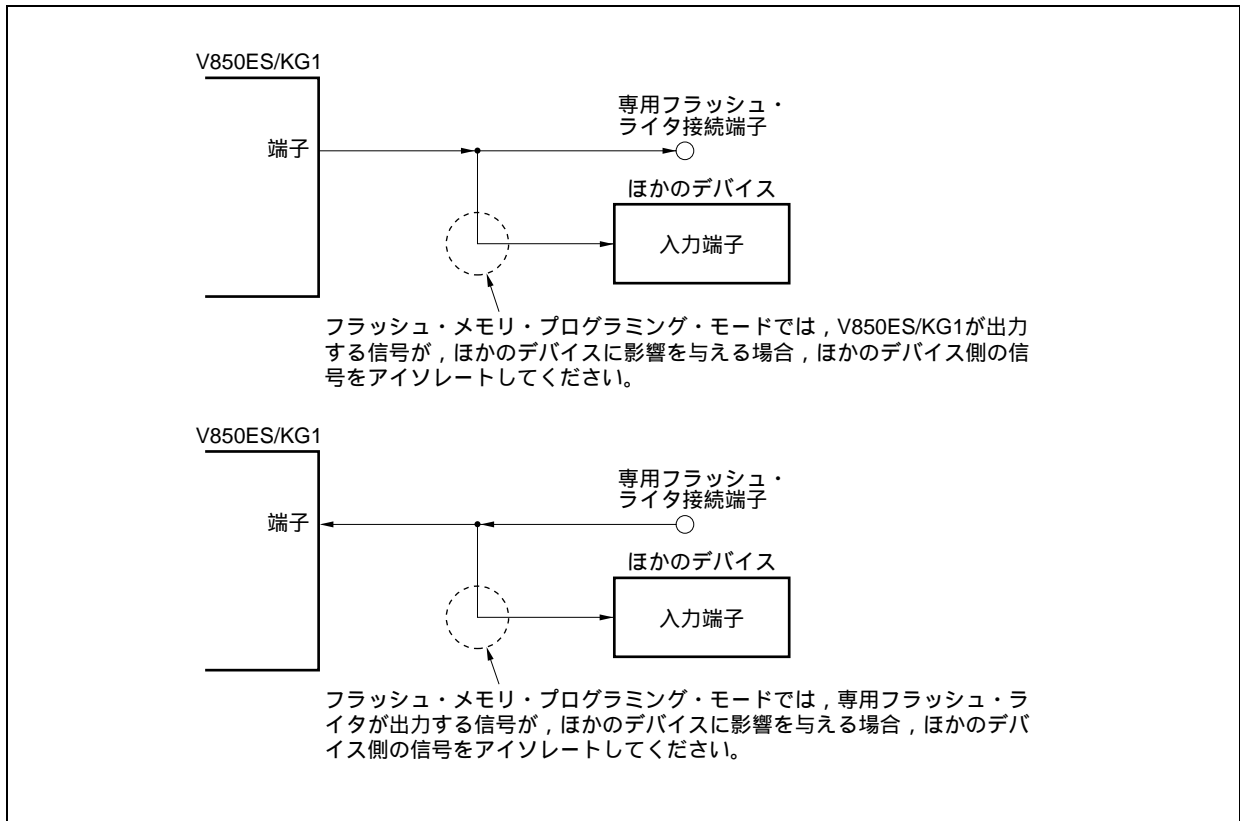 V850ES/KG1
端子
専用フラッシュ・
ライタ接続端子
ほかのデバイス
入力端子
フラッシュ・メモリ・プログラミング・モードでは，V850ES/KG1が出力
する信号が，ほかのデバイスに影響を与える場合，ほかのデバイス側の信
号をアイソレートしてください。
V850ES/KG1
端子
専用フラッシュ・
ライタ接続端子
ほかのデバイス
入力端子
フラッシュ・メモリ・プログラミング・モードでは，専用フラッシュ・ラ
イタが出力する信号が，ほかのデバイスに影響を与える場合，ほかのデバ
イス側の信号をアイソレートしてください。